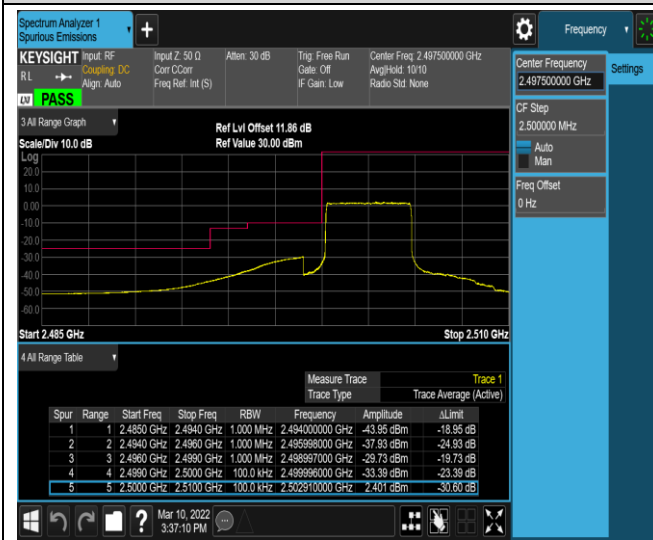 Spectrum Analyzer 1
Spurious Emissions
Frequency
KEYSIGHT
Input: RF
Input Z: 50 Ω
Atten: 30 dB
Trig: Free Run
Center Freq: 2.497500000 GHz
R L
Coupling: DC
Corr CCorr
Gate: Off
Avg|Hold: 10/10
Align: Auto
Freq Ref: Int (S)
IF Gain: Low
Radio Std: None
LXI
PASS
Center Frequency
2.497500000 GHz
Settings
CF Step
2.500000 MHz
Auto
Man
Freq Offset
0 Hz
3 All Range Graph
Ref Lvl Offset 11.86 dB
Scale/Div 10.0 dB
Ref Value 30.00 dBm
Log
20.0
10.0
0.00
-10.0
-20.0
-30.0
-40.0
-50.0
-60.0
Start 2.485 GHz
Stop 2.510 GHz
4 All Range Table
Measure Trace Trace 1
Trace Type Trace Average (Active)
Spur Range Start Freq Stop Freq RBW Frequency Amplitude ΔLimit
1 1 2.4850 GHz 2.4940 GHz 1.000 MHz 2.494000000 GHz -43.95 dBm -18.95 dB
2 2 2.4940 GHz 2.4960 GHz 1.000 MHz 2.495998000 GHz -37.93 dBm -24.93 dB
3 3 2.4960 GHz 2.4990 GHz 1.000 MHz 2.498997000 GHz -29.73 dBm -19.73 dB
4 4 2.4990 GHz 2.5000 GHz 100.0 kHz 2.499996000 GHz -33.39 dBm -23.39 dB
5 5 2.5000 GHz 2.5100 GHz 100.0 kHz 2.502910000 GHz 2.401 dBm -30.60 dB
Mar 10, 2022
3:37:10 PM